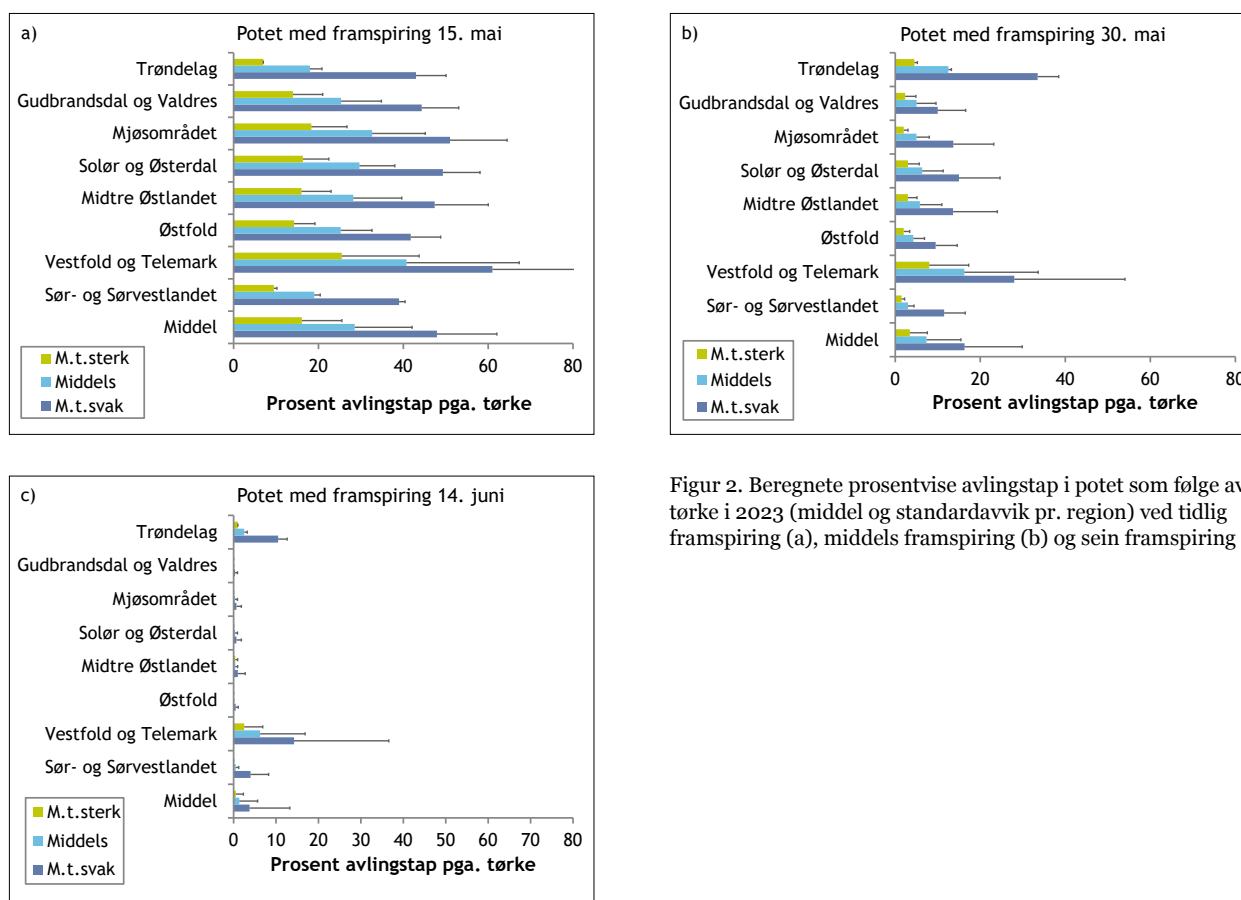 a)
Potet med framspiring 15. mai
Trøndelag
Gudbrandsdal og Valdres
Mjøsområdet
Solør og Østerdal
Midtre Østlandet
Østfold
Vestfold og Telemark
Sør- og Sørvestlandet
Middel
M.t.sterk
Middels
M.t.svak
0 20 40 60 80
Prosent avlingstap pga. tørke
b)
Potet med framspiring 30. mai
Trøndelag
Gudbrandsdal og Valdres
Mjøsområdet
Solør og Østerdal
Midtre Østlandet
Østfold
Vestfold og Telemark
Sør- og Sørvestlandet
Middel
M.t.sterk
Middels
M.t.svak
0 20 40 60 80
Prosent avlingstap pga. tørke
c)
Potet med framspiring 14. juni
Trøndelag
Gudbrandsdal og Valdres
Mjøsområdet
Solør og Østerdal
Midtre Østlandet
Østfold
Vestfold og Telemark
Sør- og Sørvestlandet
Middel
M.t.sterk
Middels
M.t.svak
0 10 20 30 40 50 60 70 80
Prosent avlingstap pga. tørke
Figur 2. Beregnete prosentvise avlingstap i potet som følge av
tørke i 2023 (middel og standardavvik pr. region) ved tidlig
framspiring (a), middels framspiring (b) og sein framspiring